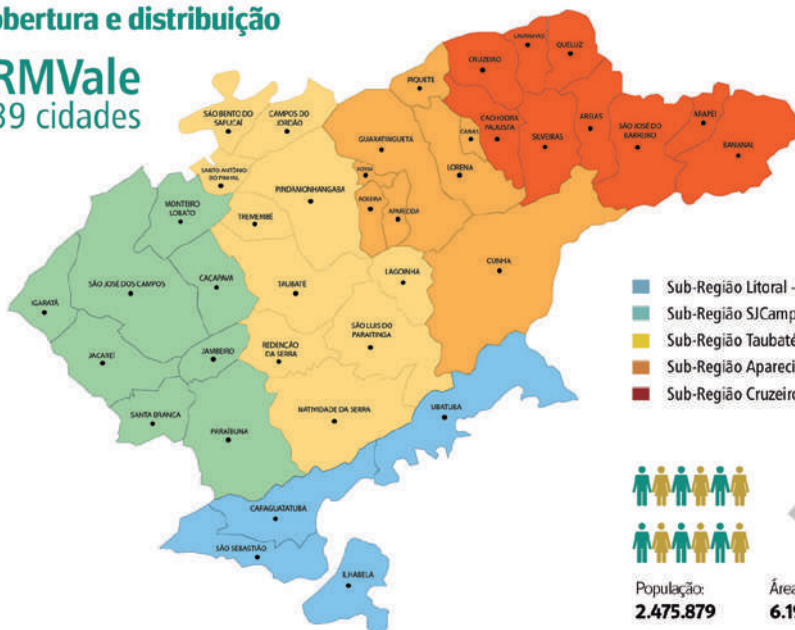 obertura e distribuição
RMVale
39 cidades
CRUZEIRO
QUELUZ
PIQUETE
SÃO BENTO DO
SAPUCAÍ
CAMPOS DO
JORDÃO
GUARATINGUETÁ
CANAS
CACHOEIRA
PAULISTA
SILVEIRAS
AREIAS
SÃO JOSÉ DO
BARREIRO
ARAPEÍ
BANANAL
LORENA
SANTO ANTÔNIO
DO PINHAL
PINDAMONHANGABA
ROSEIRA
APARECIDA
MONTEIRO
LOBATO
TREMEMBÉ
CUNHA
LAGOINHA
SÃO JOSÉ DOS CAMPOS
CAÇAPAVA
TAUBATÉ
IGARATÁ
SÃO LUIS DO
PARAITINGA
REDENÇÃO
DA SERRA
JACAREÍ
JAMBEIRO
SANTA BRANCA
NATIVIDADE DA SERRA
UBATUBA
PARAIBUNA
CARAGUATATUBA
SÃO SEBASTIÃO
ILHABELA
Sub-Região Litoral -
Sub-Região SJCamp
Sub-Região Taubaté
Sub-Região Apareci
Sub-Região Cruzeiro
População:
2.475.879
Área
6.19